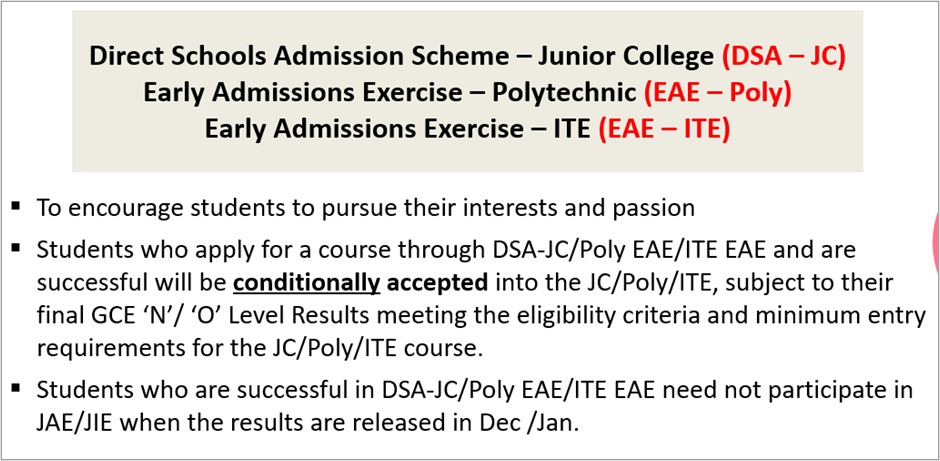 Direct Schools Admission Scheme – Junior College (DSA – JC)
Early Admissions Exercise – Polytechnic (EAE – Poly)
Early Admissions Exercise – ITE (EAE – ITE)
▪ To encourage students to pursue their interests and passion
▪ Students who apply for a course through DSA-JC/Poly EAE/ITE EAE and are
successful will be conditionally accepted into the JC/Poly/ITE, subject to their
final GCE ‘N’/ ‘O’ Level Results meeting the eligibility criteria and minimum entry
requirements for the JC/Poly/ITE course.
▪ Students who are successful in DSA-JC/Poly EAE/ITE EAE need not participate in
JAE/JIE when the results are released in Dec /Jan.